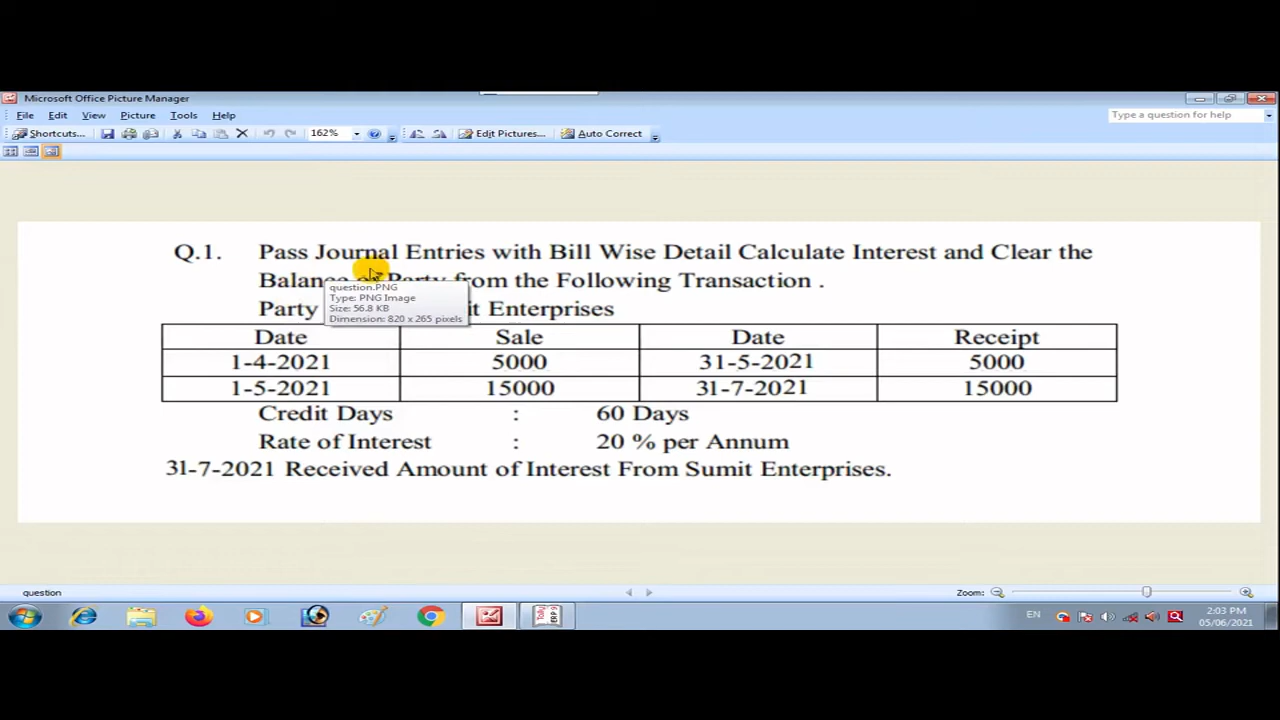 Microsoft Office Picture Manager
File Edit View Picture Tools Help
Type a question for help
Shortcuts... 162% Edit Pictures... Auto Correct
Q.1. Pass Journal Entries with Bill Wise Detail Calculate Interest and Clear the
Balance of Party from the Following Transaction .
question.PNG
Type: PNG Image
Size: 56.8 KB
Dimension: 820 x 265 pixels
Party Enterprises
Date Sale Date Receipt
1-4-2021 5000 31-5-2021 5000
1-5-2021 15000 31-7-2021 15000
Credit Days : 60 Days
Rate of Interest : 20 % per Annum
31-7-2021 Received Amount of Interest From Sumit Enterprises.
question
Zoom:
Tally ERP 9
EN
2:03 PM
05/06/2021